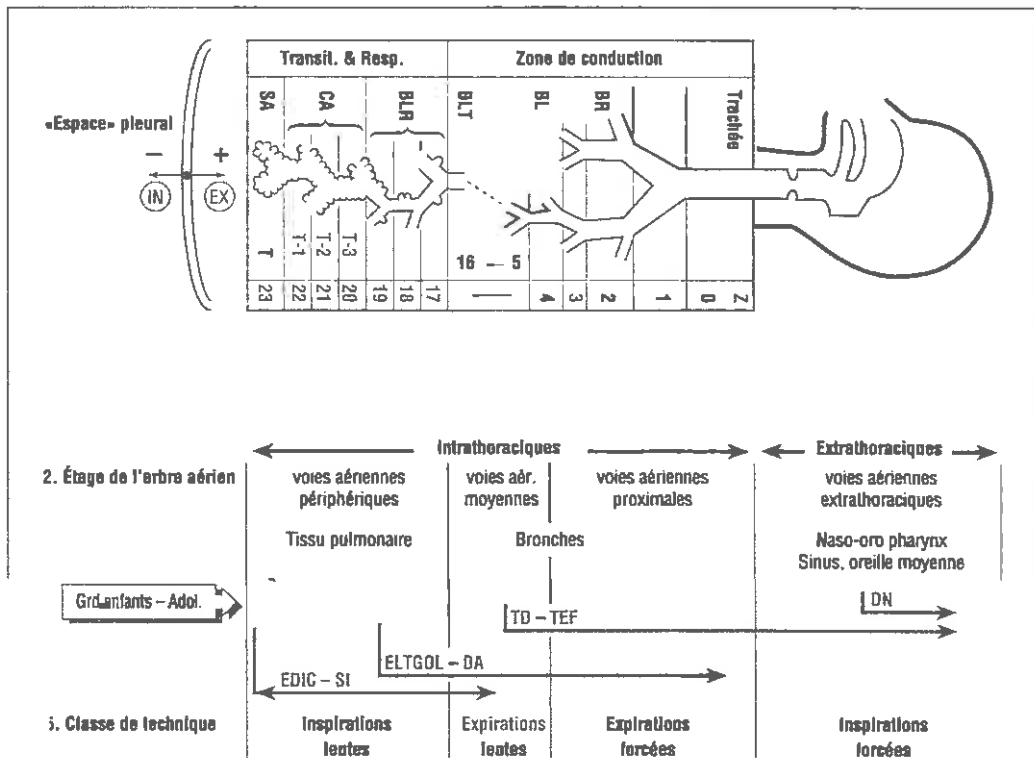 Transit. & Resp.
Zone de conduction
SA
CA
BLR
BLT
BL
BR
Trachée
«Espace» pleural
–
+
IN
EX
T
T-1
T-2
T-3
16 – 5
23
22
21
20
19
18
17
—
4
3
2
1
0
Z
Intrathoraciques
Extrathoraciques
2. Étage de l'erbra aérien
voies aériennes
périphériques
voies aér.
moyennes
voies aériennes
proximales
voies aériennes
extrathoraciques
Tissu pulmonaire
Bronches
Naso-oro pharynx
Sinus, oreille moyenne
Grd enfants – Adol.
DN
TD – TEF
ELTGOL – DA
EDIC – SI
5. Classe de technique
Inspirations
lentes
Expirations
lentes
Expirations
forcées
Inspirations
forcées